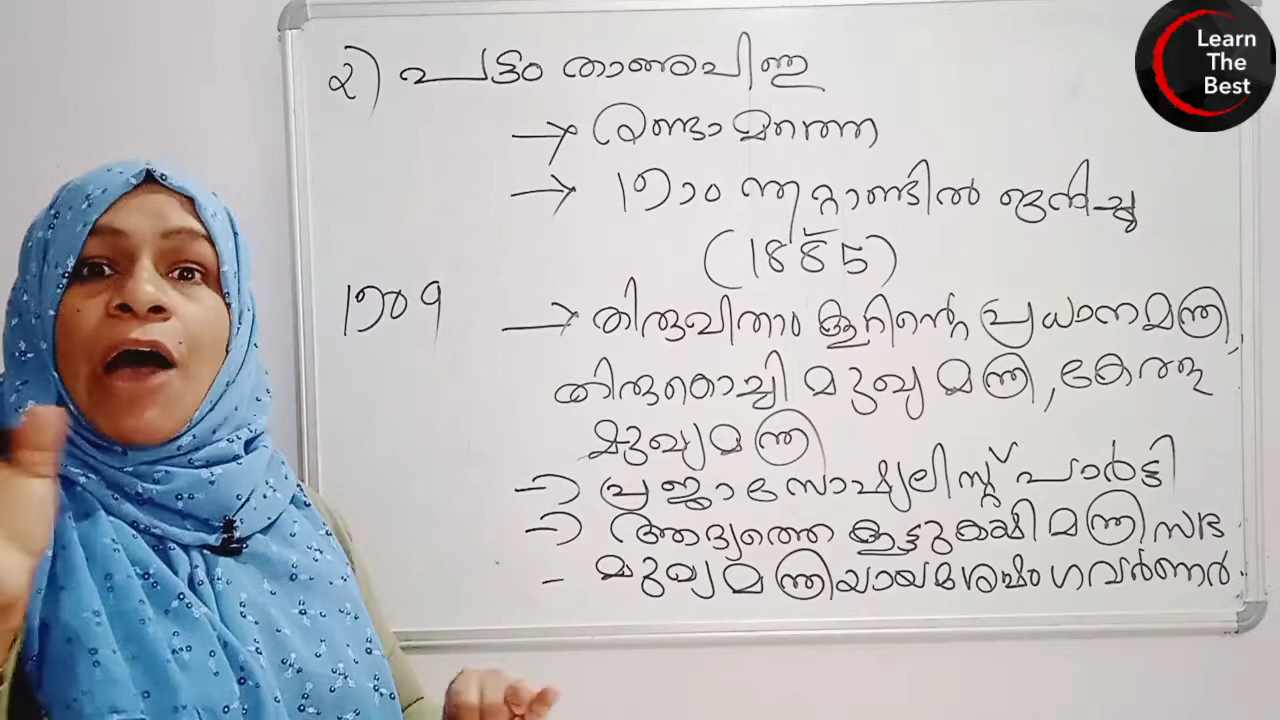 Learn
The
Best
2) പട്ടം താണുപിള്ള
→ രണ്ടാമത്തെ
→ 19ാം നൂറ്റാണ്ടിൽ ജനിച്ചു
(1885)
1909
→ തിരുവിതാംകൂറിന്റെ പ്രധാനമന്ത്രി,
തിരുകൊച്ചി മുഖ്യമന്ത്രി, കേരള
മുഖ്യമന്ത്രി
→ പ്രജാ സോഷ്യലിസ്റ്റ് പാർട്ടി
→ ആദ്യത്തെ കൂട്ടുകക്ഷി മന്ത്രിസഭ
- മുഖ്യമന്ത്രിയായശേഷം ഗവർണർ.